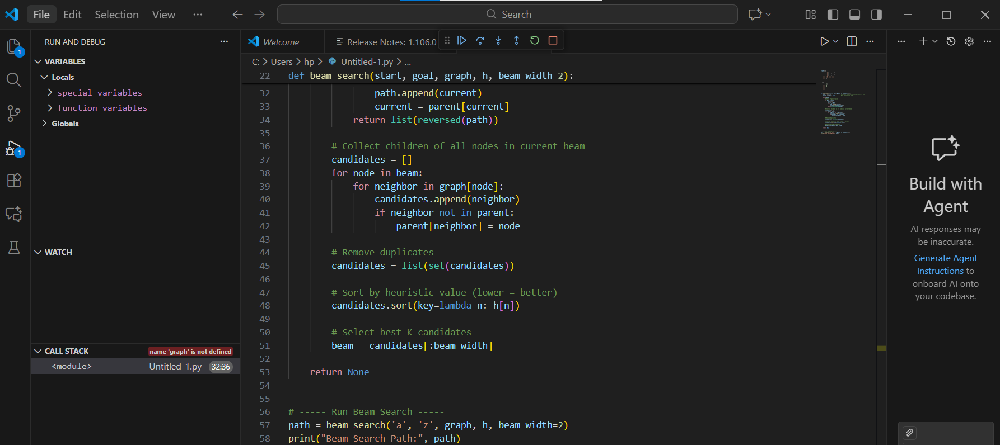 File Edit Selection View ··· Search
RUN AND DEBUG ···
VARIABLES
Locals
special variables
function variables
Globals
WATCH
CALL STACK name 'graph' is not defined
<module> Untitled-1.py 32:36
1
1
Welcome Release Notes: 1.106.0
C: > Users > hp > Untitled-1.py > ...
22 def beam_search(start, goal, graph, h, beam_width=2):
32 path.append(current)
33 current = parent[current]
34 return list(reversed(path))
35
36 # Collect children of all nodes in current beam
37 candidates = []
38 for node in beam:
39 for neighbor in graph[node]:
40 candidates.append(neighbor)
41 if neighbor not in parent:
42 parent[neighbor] = node
43
44 # Remove duplicates
45 candidates = list(set(candidates))
46
47 # Sort by heuristic value (lower = better)
48 candidates.sort(key=lambda n: h[n])
49
50 # Select best K candidates
51 beam = candidates[:beam_width]
52
53 return None
54
55
56 # ----- Run Beam Search -----
57 path = beam_search('a', 'z', graph, h, beam_width=2)
58 print("Beam Search Path:", path)
Build with
Agent
AI responses may
be inaccurate.
Generate Agent
Instructions to
onboard AI onto
your codebase.